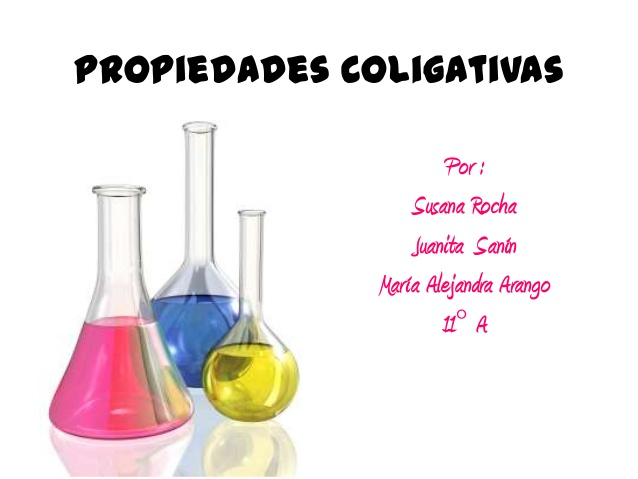 PROPIEDADES COLIGATIVAS
Por:
Susana Rocha
Juanita Sanín
María Alejandra Arango
11° A